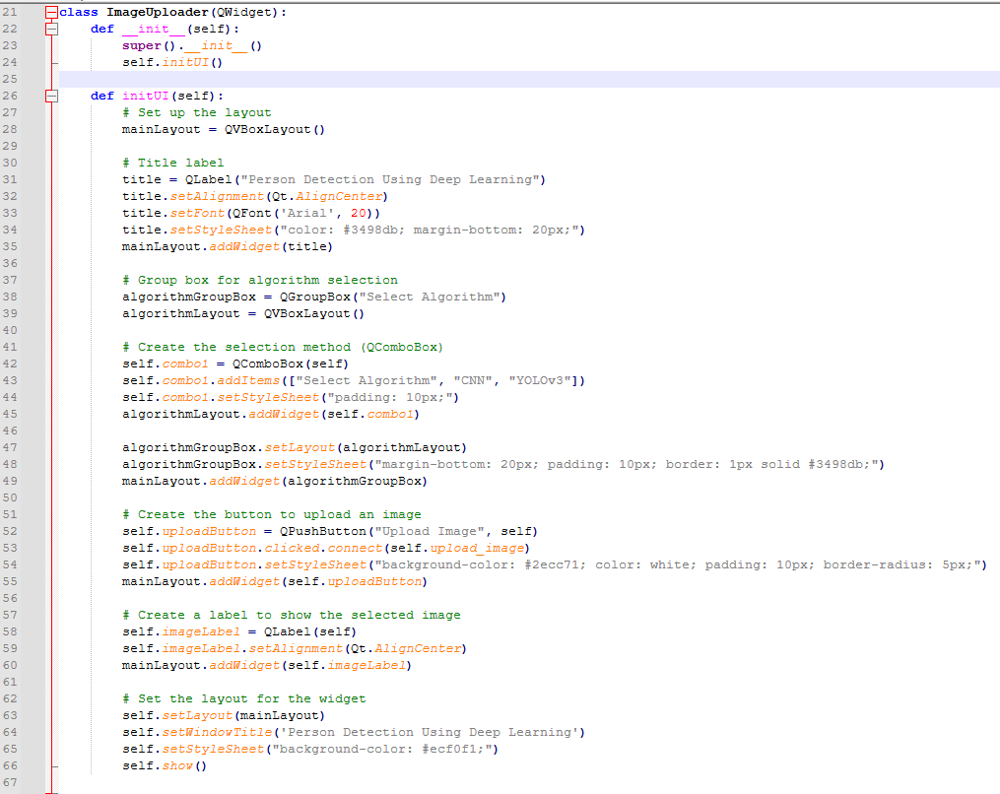 21 class ImageUploader(QWidget):
22     def __init__(self):
23         super().__init__()
24         self.initUI()
25
26     def initUI(self):
27         # Set up the layout
28         mainLayout = QVBoxLayout()
29
30         # Title label
31         title = QLabel("Person Detection Using Deep Learning")
32         title.setAlignment(Qt.AlignCenter)
33         title.setFont(QFont('Arial', 20))
34         title.setStyleSheet("color: #3498db; margin-bottom: 20px;")
35         mainLayout.addWidget(title)
36
37         # Group box for algorithm selection
38         algorithmGroupBox = QGroupBox("Select Algorithm")
39         algorithmLayout = QVBoxLayout()
40
41         # Create the selection method (QComboBox)
42         self.combo1 = QComboBox(self)
43         self.combo1.addItems(["Select Algorithm", "CNN", "YOLOv3"])
44         self.combo1.setStyleSheet("padding: 10px;")
45         algorithmLayout.addWidget(self.combo1)
46
47         algorithmGroupBox.setLayout(algorithmLayout)
48         algorithmGroupBox.setStyleSheet("margin-bottom: 20px; padding: 10px; border: 1px solid #3498db;")
49         mainLayout.addWidget(algorithmGroupBox)
50
51         # Create the button to upload an image
52         self.uploadButton = QPushButton("Upload Image", self)
53         self.uploadButton.clicked.connect(self.upload_image)
54         self.uploadButton.setStyleSheet("background-color: #2ecc71; color: white; padding: 10px; border-radius: 5px;")
55         mainLayout.addWidget(self.uploadButton)
56
57         # Create a label to show the selected image
58         self.imageLabel = QLabel(self)
59         self.imageLabel.setAlignment(Qt.AlignCenter)
60         mainLayout.addWidget(self.imageLabel)
61
62         # Set the layout for the widget
63         self.setLayout(mainLayout)
64         self.setWindowTitle('Person Detection Using Deep Learning')
65         self.setStyleSheet("background-color: #ecf0f1;")
66         self.show()
67